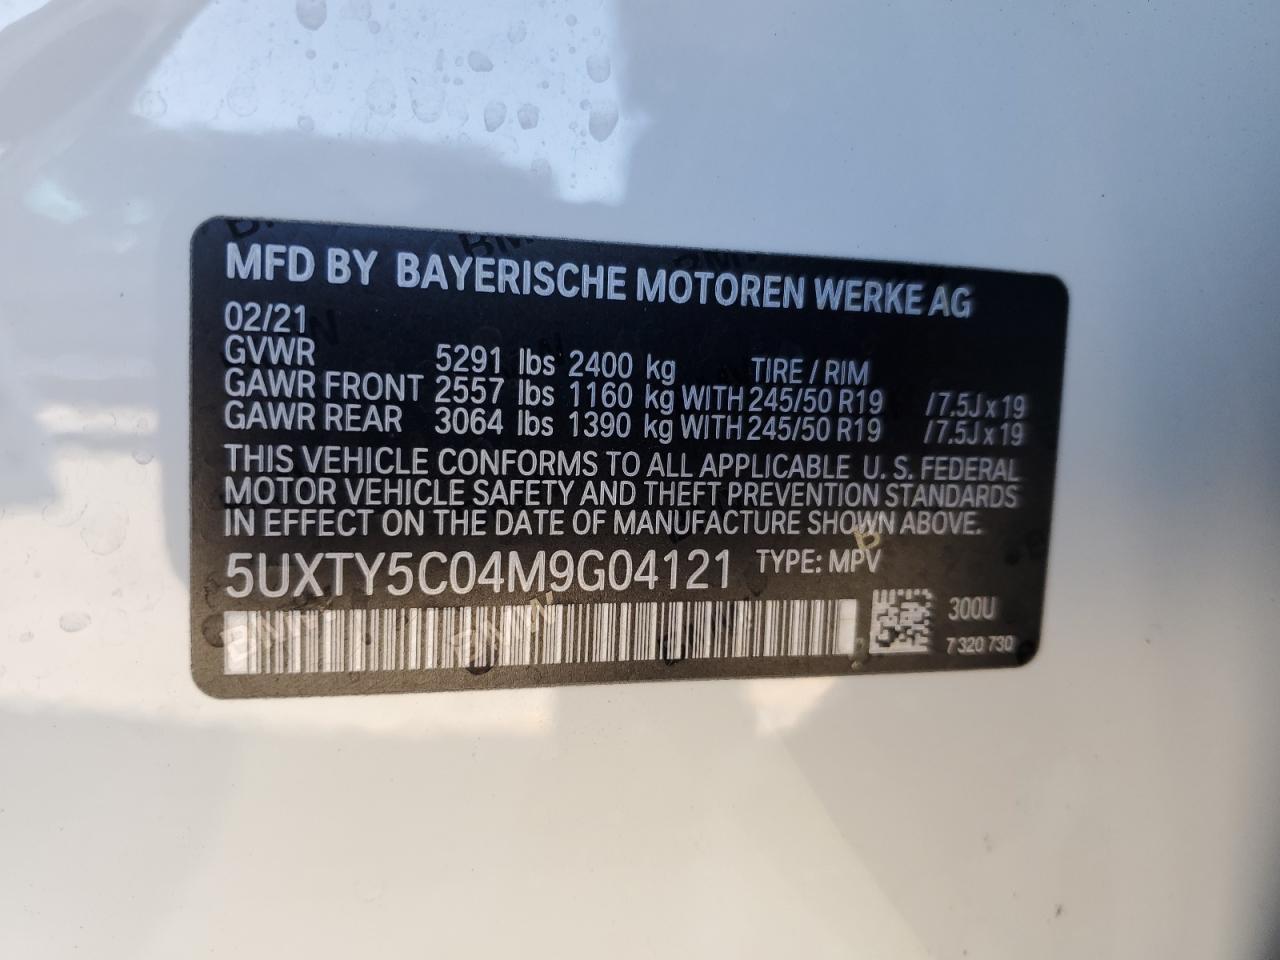 MFD BY BAYERISCHE MOTOREN WERKE AG
02/21
GVWR 5291 lbs 2400 kg TIRE / RIM
GAWR FRONT 2557 lbs 1160 kg WITH 245/50 R19 /7.5J x 19
GAWR REAR 3064 lbs 1390 kg WITH 245/50 R19 /7.5J x 19
THIS VEHICLE CONFORMS TO ALL APPLICABLE U. S. FEDERAL
MOTOR VEHICLE SAFETY AND THEFT PREVENTION STANDARDS
IN EFFECT ON THE DATE OF MANUFACTURE SHOWN ABOVE.
5UXTY5C04M9G04121 TYPE: MPV
300U
7 320 730